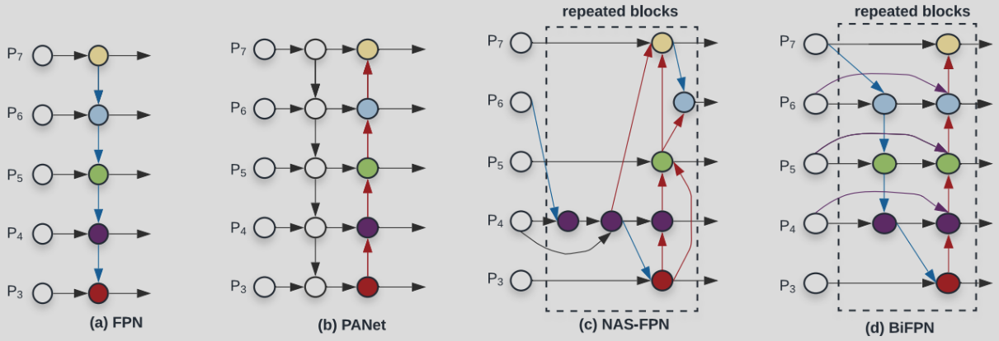 repeated blocks
repeated blocks
P7
P7
P7
P7
P6
P6
P6
P6
P5
P5
P5
P5
P4
P4
P4
P4
P3
P3
P3
P3
(a) FPN
(b) PANet
(c) NAS-FPN
(d) BiFPN